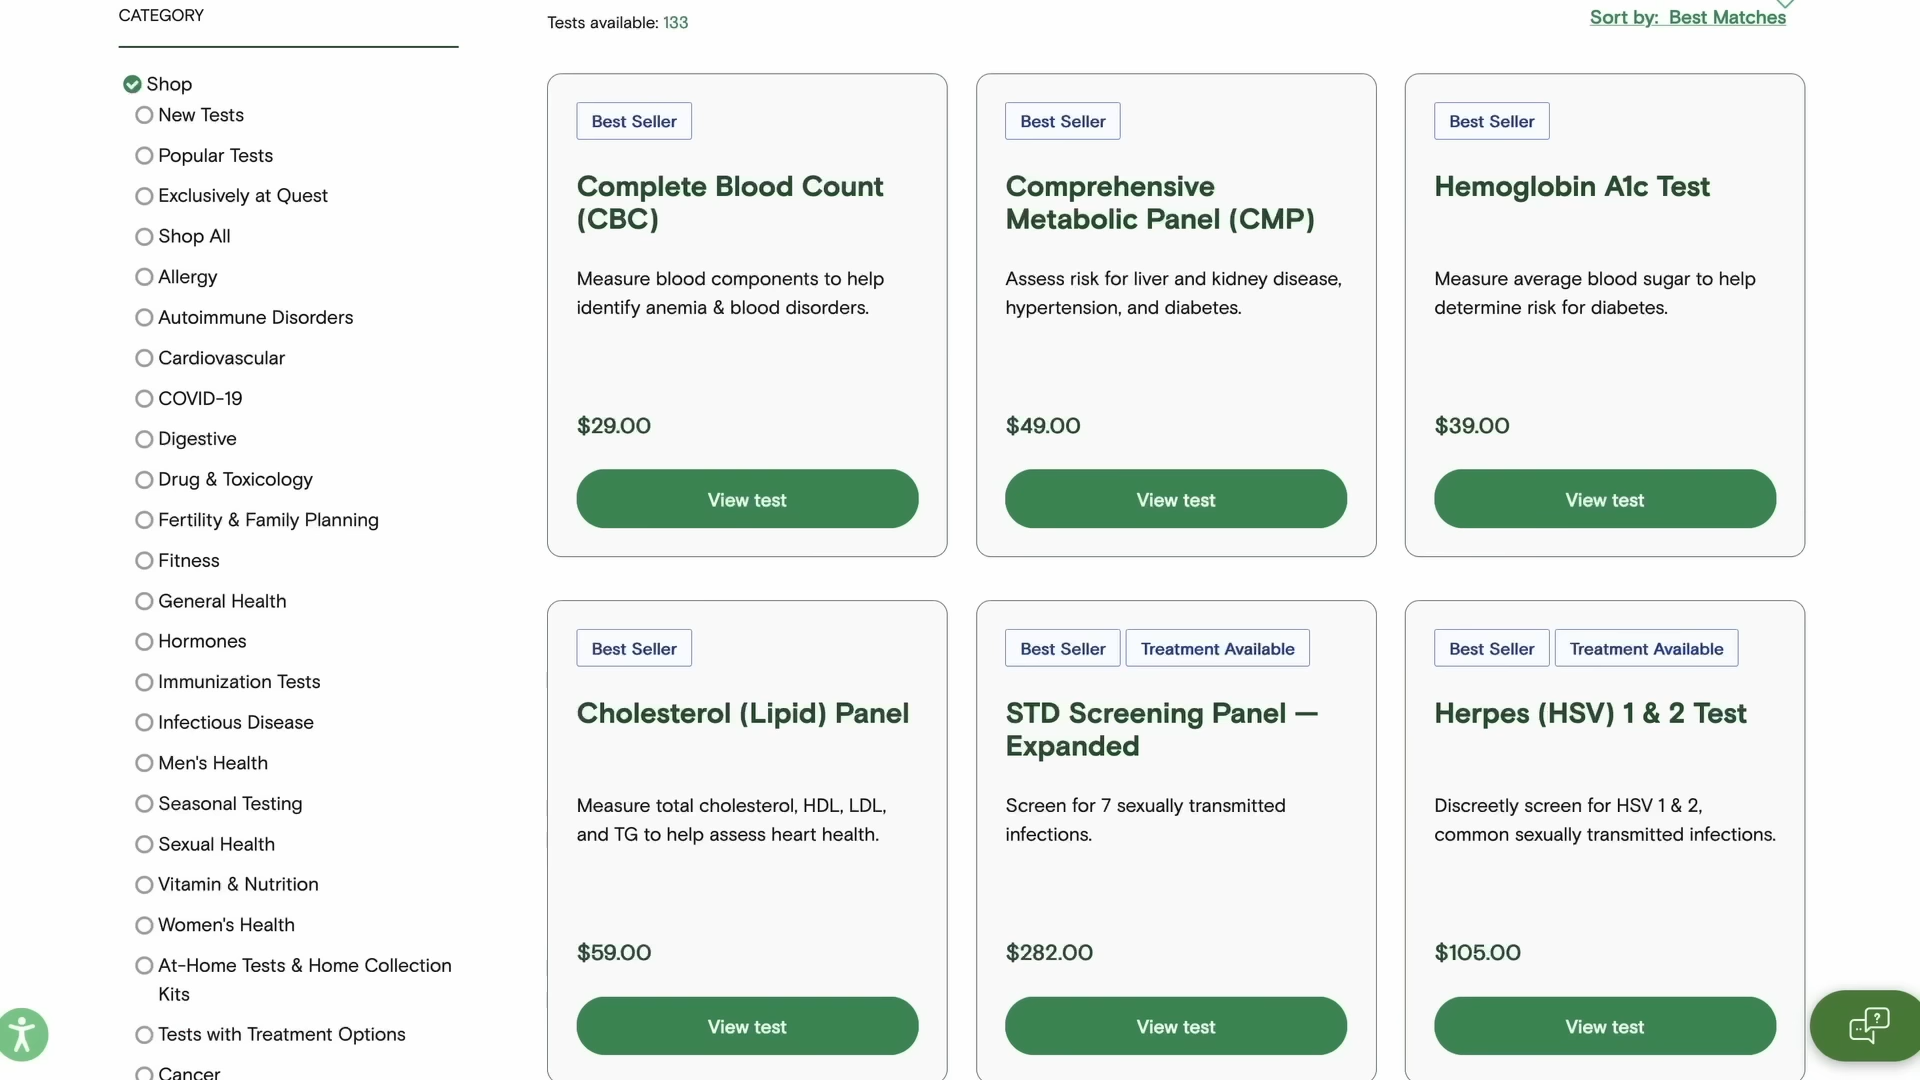 CATEGORY
Shop
New Tests
Popular Tests
Exclusively at Quest
Shop All
Allergy
Autoimmune Disorders
Cardiovascular
COVID-19
Digestive
Drug & Toxicology
Fertility & Family Planning
Fitness
General Health
Hormones
Immunization Tests
Infectious Disease
Men's Health
Seasonal Testing
Sexual Health
Vitamin & Nutrition
Women's Health
At-Home Tests & Home Collection
Kits
Tests with Treatment Options
Cancer
Tests available: 133
Sort by: Best Matches
Best Seller
Complete Blood Count
(CBC)
Measure blood components to help
identify anemia & blood disorders.
$29.00
View test
Best Seller
Comprehensive
Metabolic Panel (CMP)
Assess risk for liver and kidney disease,
hypertension, and diabetes.
$49.00
View test
Best Seller
Hemoglobin A1c Test
Measure average blood sugar to help
determine risk for diabetes.
$39.00
View test
Best Seller
Cholesterol (Lipid) Panel
Measure total cholesterol, HDL, LDL,
and TG to help assess heart health.
$59.00
View test
Best Seller
Treatment Available
STD Screening Panel —
Expanded
Screen for 7 sexually transmitted
infections.
$282.00
View test
Best Seller
Treatment Available
Herpes (HSV) 1 & 2 Test
Discreetly screen for HSV 1 & 2,
common sexually transmitted infections.
$105.00
View test
?